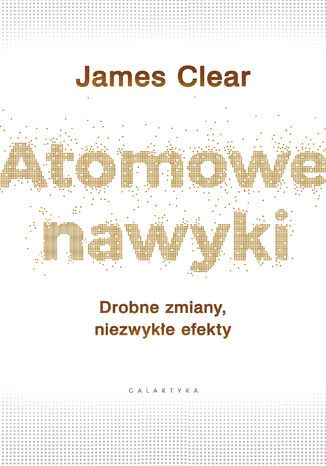 James Clear
Atomowe
nawyki
Drobne zmiany,
niezwykłe efekty
GALAKTYKA